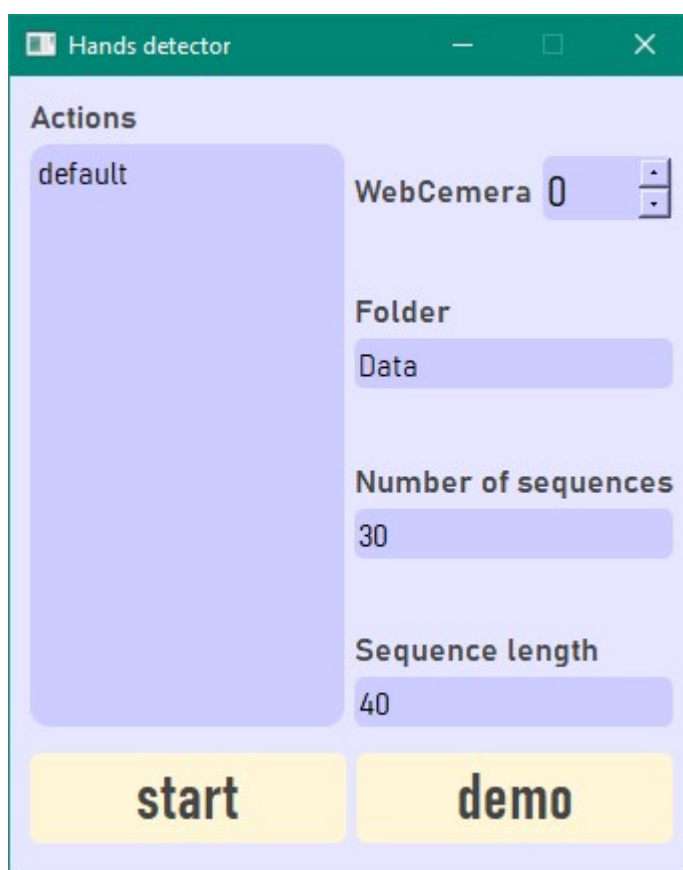 Hands detector
Actions
default
WebCemera 0
Folder
Data
Number of sequences
30
Sequence length
40
start
demo